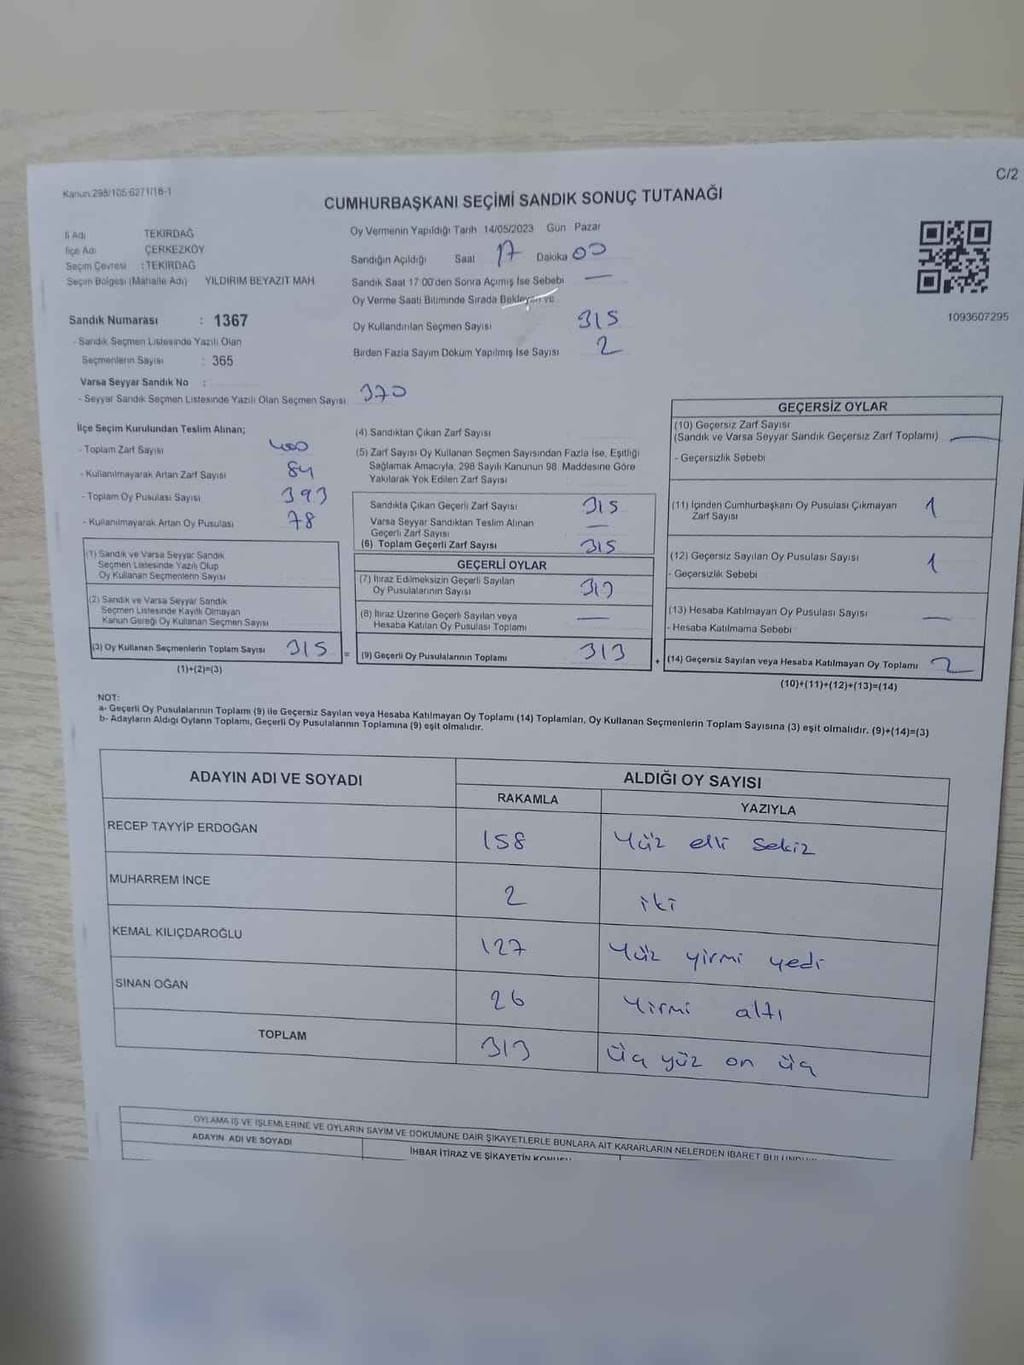 C/2
Kanun 298/105 6271/18-1
CUMHURBAŞKANI SEÇİMİ SANDIK SONUÇ TUTANAĞI
İl Adı TEKİRDAĞ
İlçe Adı ÇERKEZKÖY
Seçim Çevresi : TEKİRDAĞ
Seçim Bölgesi (Mahalle Adı) YILDIRIM BEYAZIT MAH
Sandık Numarası : 1367
- Sandık Seçmen Listesinde Yazılı Olan
Seçmenlerin Sayısı : 365
Varsa Seyyar Sandık No :
- Seyyar Sandık Seçmen Listesinde Yazılı Olan Seçmen Sayısı 370
Oy Vermenin Yapıldığı Tarih 14/05/2023 Gün Pazar
Sandığın Açıldığı Saat 17 Dakika 00
Sandık Saat 17:00'den Sonra Açımış İse Sebebi —
Oy Verme Saati Bitiminde Sırada Bekleyen ve
Oy Kullandırılan Seçmen Sayısı 315
Birden Fazla Sayım Döküm Yapılmış İse Sayısı 2
1093607295
İlçe Seçim Kurulundan Teslim Alınan;
- Toplam Zarf Sayısı 400
- Kullanılmayarak Artan Zarf Sayısı 84
- Toplam Oy Pusulası Sayısı 393
- Kullanılmayarak Artan Oy Pusulası 78
(1) Sandık ve Varsa Seyyar Sandık
Seçmen Listesinde Yazılı Olup
Oy Kullanan Seçmenlerin Sayısı
(2) Sandık ve Varsa Seyyar Sandık
Seçmen Listesinde Kayıtlı Olmayan
Kanun Gereği Oy Kullanan Seçmen Sayısı
(3) Oy Kullanan Seçmenlerin Toplam Sayısı 315 =
(1)+(2)=(3)
(4) Sandıktan Çıkan Zarf Sayısı
(5) Zarf Sayısı Oy Kullanan Seçmen Sayısından Fazla İse, Eşitliği
Sağlamak Amacıyla, 298 Sayılı Kanunun 98. Maddesine Göre
Yakılarak Yok Edilen Zarf Sayısı
Sandıkta Çıkan Geçerli Zarf Sayısı 315
Varsa Seyyar Sandıktan Teslim Alınan
Geçerli Zarf Sayısı —
(6) Toplam Geçerli Zarf Sayısı 315
GEÇERLİ OYLAR
(7) İtiraz Edilmeksizin Geçerli Sayılan
Oy Pusulalarının Sayısı 313
(8) İtiraz Üzerine Geçerli Sayılan veya
Hesaba Katılan Oy Pusulası Toplamı —
(9) Geçerli Oy Pusulalarının Toplamı 313 +
GEÇERSİZ OYLAR
(10) Geçersiz Zarf Sayısı
(Sandık ve Varsa Seyyar Sandık Geçersiz Zarf Toplamı) —
- Geçersizlik Sebebi
(11) İçinden Cumhurbaşkanı Oy Pusulası Çıkmayan
Zarf Sayısı 1
(12) Geçersiz Sayılan Oy Pusulası Sayısı 1
- Geçersizlik Sebebi
(13) Hesaba Katılmayan Oy Pusulası Sayısı —
- Hesaba Katılmama Sebebi
(14) Geçersiz Sayılan veya Hesaba Katılmayan Oy Toplamı 2
(10)+(11)+(12)+(13)=(14)
NOT:
a- Geçerli Oy Pusulalarının Toplamı (9) ile Geçersiz Sayılan veya Hesaba Katılmayan Oy Toplamı (14) Toplamları, Oy Kullanan Seçmenlerin Toplam Sayısına (3) eşit olmalıdır. (9)+(14)=(3)
b- Adayların Aldığı Oyların Toplamı, Geçerli Oy Pusulalarının Toplamına (9) eşit olmalıdır.
ADAYIN ADI VE SOYADI ALDIĞI OY SAYISI
RAKAMLA YAZIYLA
RECEP TAYYİP ERDOĞAN 158 Yüz elli sekiz
MUHARREM İNCE 2 iki
KEMAL KILIÇDAROĞLU 127 Yüz yirmi yedi
SİNAN OĞAN 26 Yirmi altı
TOPLAM 313 Üç yüz on üç
OYLAMA İŞ VE İŞLEMLERİNE VE OYLARIN SAYIM VE DÖKÜMÜNE DAİR ŞİKAYETLERLE BUNLARA AİT KARARLARIN NELERDEN İBARET
ADAYIN ADI VE SOYADI İHBAR İTİRAZ VE ŞİKAYETİN